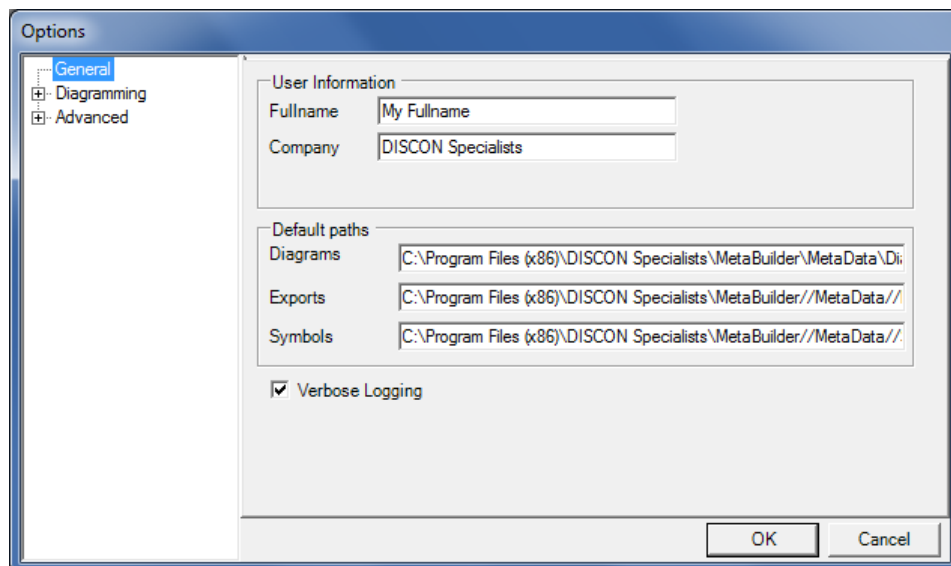 Options
General
Diagramming
Advanced
User Information
Fullname My Fullname
Company DISCON Specialists
Default paths
Diagrams C:\Program Files (x86)\DISCON Specialists\MetaBuilder\MetaData\Di
Exports C:\Program Files (x86)\DISCON Specialists\MetaBuilder//MetaData//
Symbols C:\Program Files (x86)\DISCON Specialists\MetaBuilder//MetaData//
Verbose Logging
OK Cancel